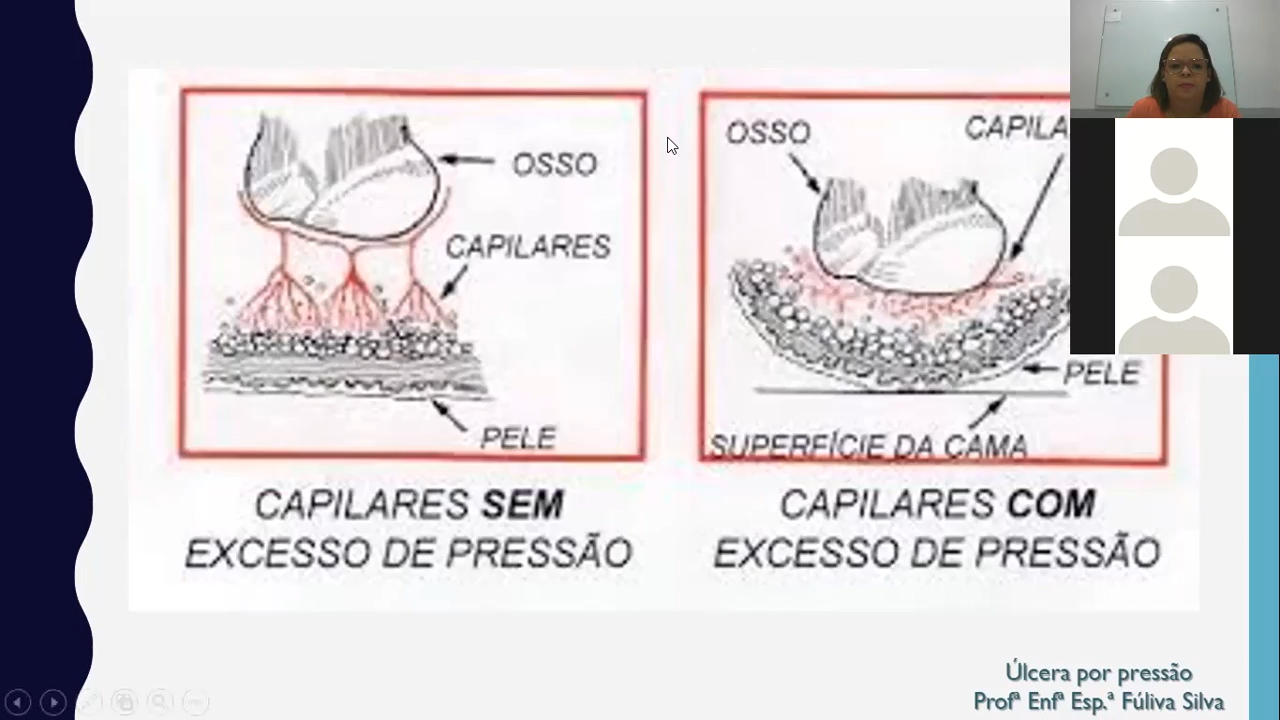 OSSO
CAPILARES
PELE
CAPILARES SEM
EXCESSO DE PRESSÃO
OSSO
PELE
SUPERFÍCIE DA CAMA
CAPILARES COM
EXCESSO DE PRESSÃO
Úlcera por pressão
Profª Enfª Esp.ª Fúliva Silva